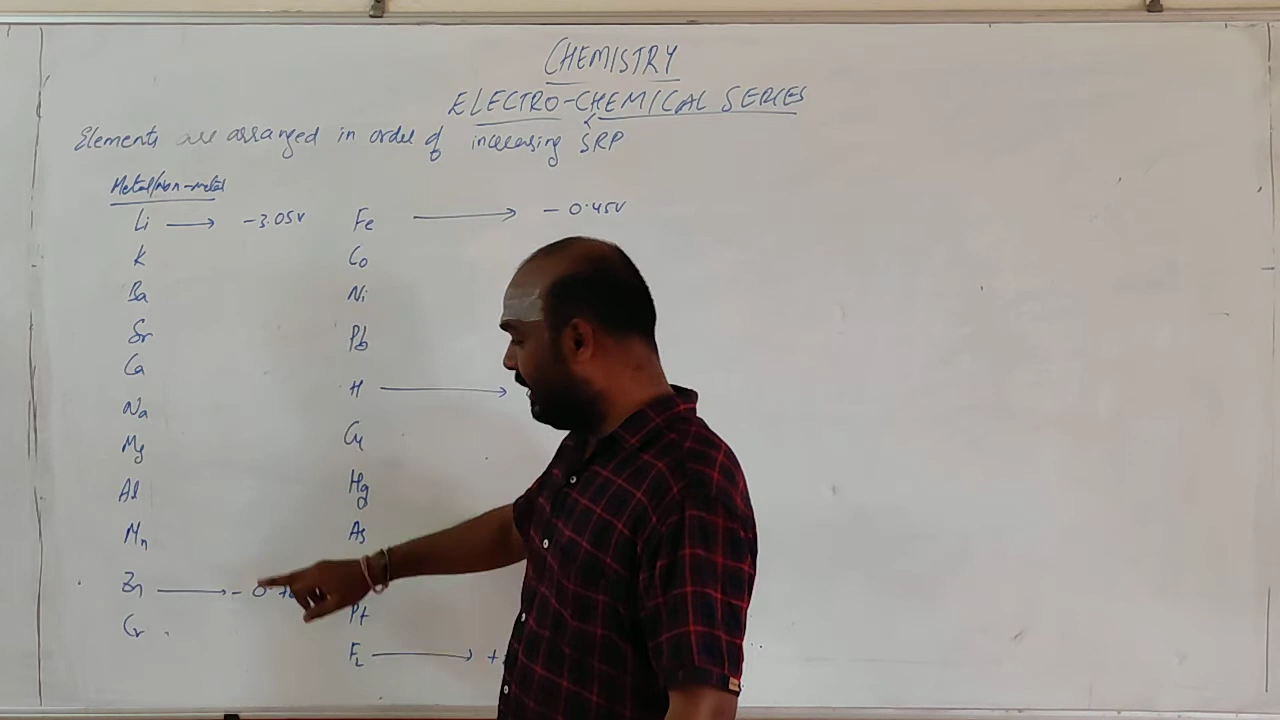 CHEMISTRY
ELECTRO-CHEMICAL SERIES
Elements are arranged in order of increasing SRP
Metal/Non-metal
Li → -3.05V
K
Ba
Sr
Ca
Na
Mg
Al
Mn
Zn → - 0.7
Cr
Fe → - 0.45V
Co
Ni
Pb
H →
Cu
Hg
As
Pt
F2 → +